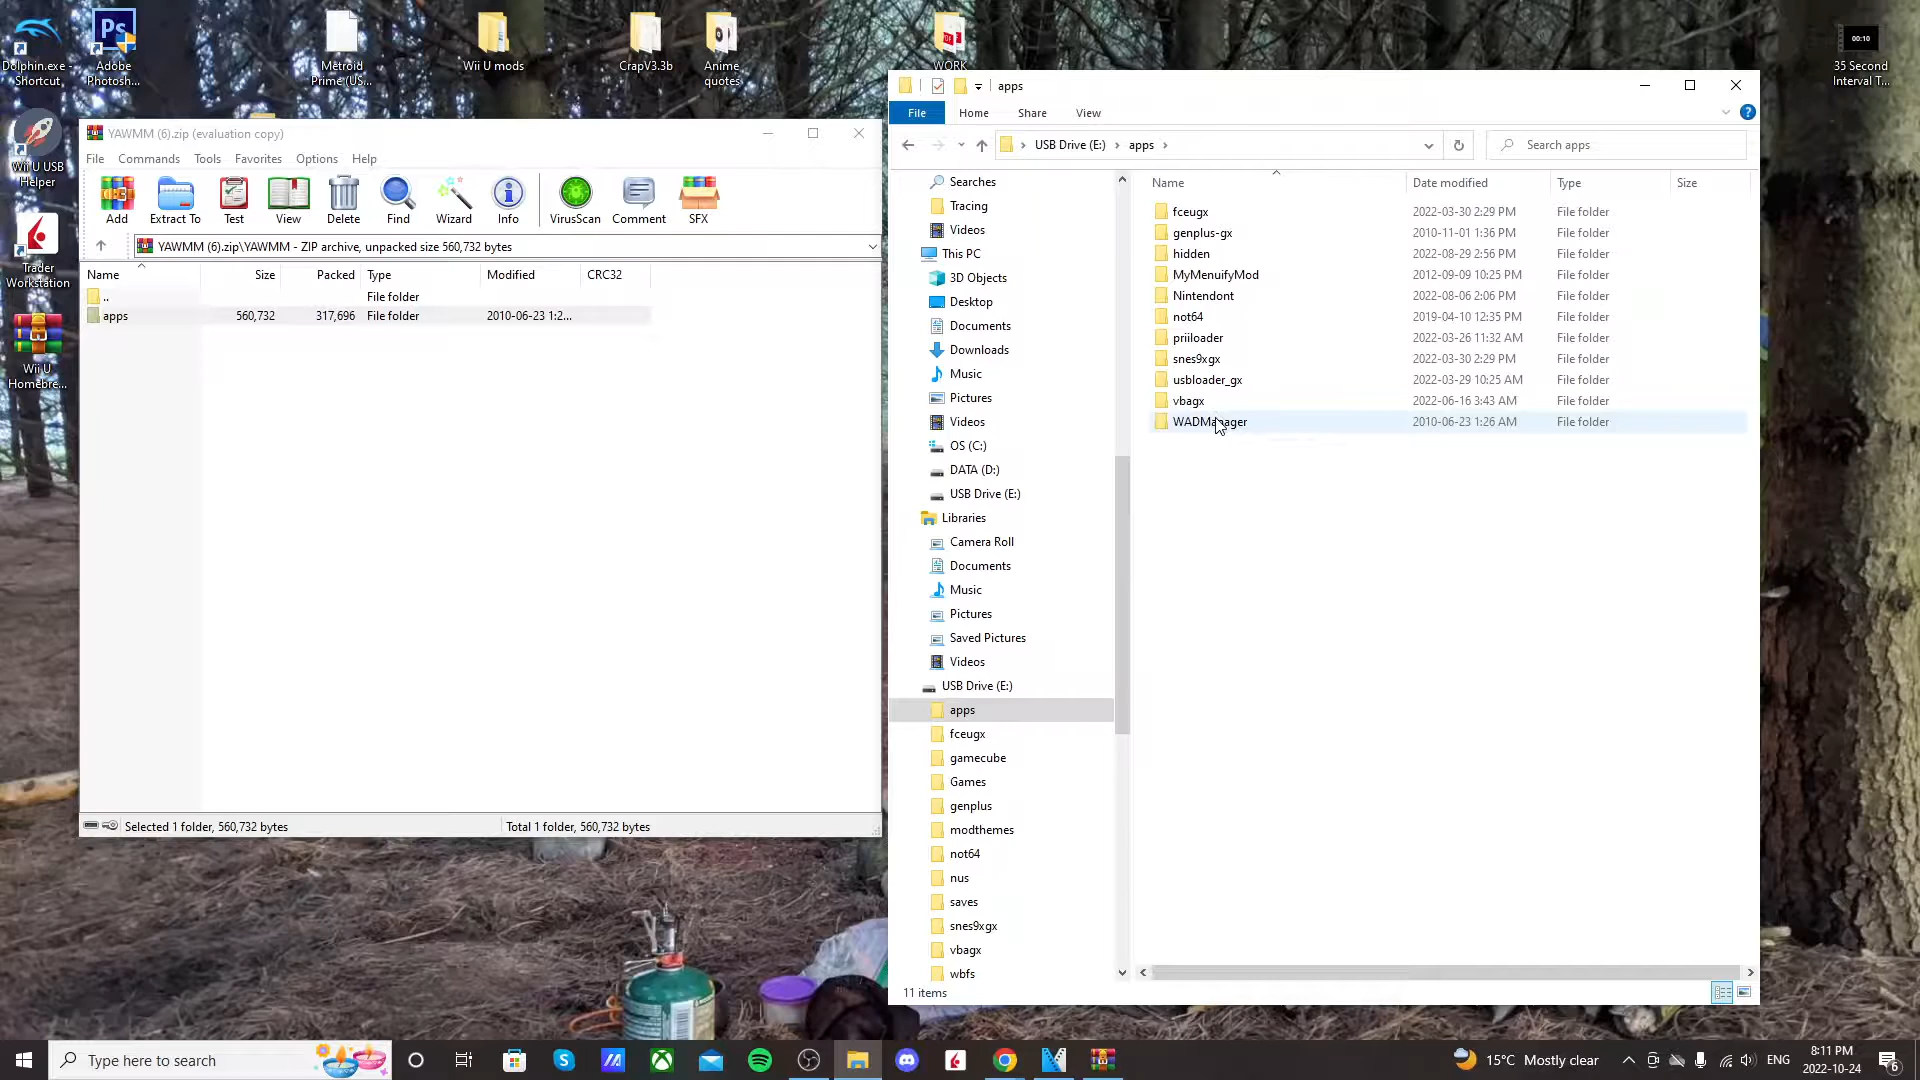 Dolphin.exe -
Shortcut
Adobe
Photosh...
Metroid
Prime (US...
Wii U mods
CrapV3.3b
Anime
quotes
WORK
00:10
35 Second
Interval T...
Wii U USB
Helper
Trader
Workstation
Wii U
Homebre...
YAWMM (6).zip (evaluation copy)
File Commands Tools Favorites Options Help
Add Extract To Test View Delete Find Wizard Info VirusScan Comment SFX
YAWMM (6).zip\YAWMM - ZIP archive, unpacked size 560,732 bytes
Name Size Packed Type Modified CRC32
.. File folder
apps 560,732 317,696 File folder 2010-06-23 1:2...
Selected 1 folder, 560,732 bytes
Total 1 folder, 560,732 bytes
apps
File Home Share View
USB Drive (E:) apps
Search apps
Searches
Tracing
Videos
This PC
3D Objects
Desktop
Documents
Downloads
Music
Pictures
Videos
OS (C:)
DATA (D:)
USB Drive (E:)
Libraries
Camera Roll
Documents
Music
Pictures
Saved Pictures
Videos
USB Drive (E:)
apps
fceugx
gamecube
Games
genplus
modthemes
not64
nus
saves
snes9xgx
vbagx
wbfs
Name Date modified Type Size
fceugx 2022-03-30 2:29 PM File folder
genplus-gx 2010-11-01 1:36 PM File folder
hidden 2022-08-29 2:56 PM File folder
MyMenuifyMod 2012-09-09 10:25 PM File folder
Nintendont 2022-08-06 2:06 PM File folder
not64 2019-04-10 12:35 PM File folder
priiloader 2022-03-26 11:32 AM File folder
snes9xgx 2022-03-30 2:29 PM File folder
usbloader_gx 2022-03-29 10:25 AM File folder
vbagx 2022-06-16 3:43 AM File folder
WADManager 2010-06-23 1:26 AM File folder
11 items
Type here to search
15°C Mostly clear
ENG
8:11 PM
2022-10-24
6